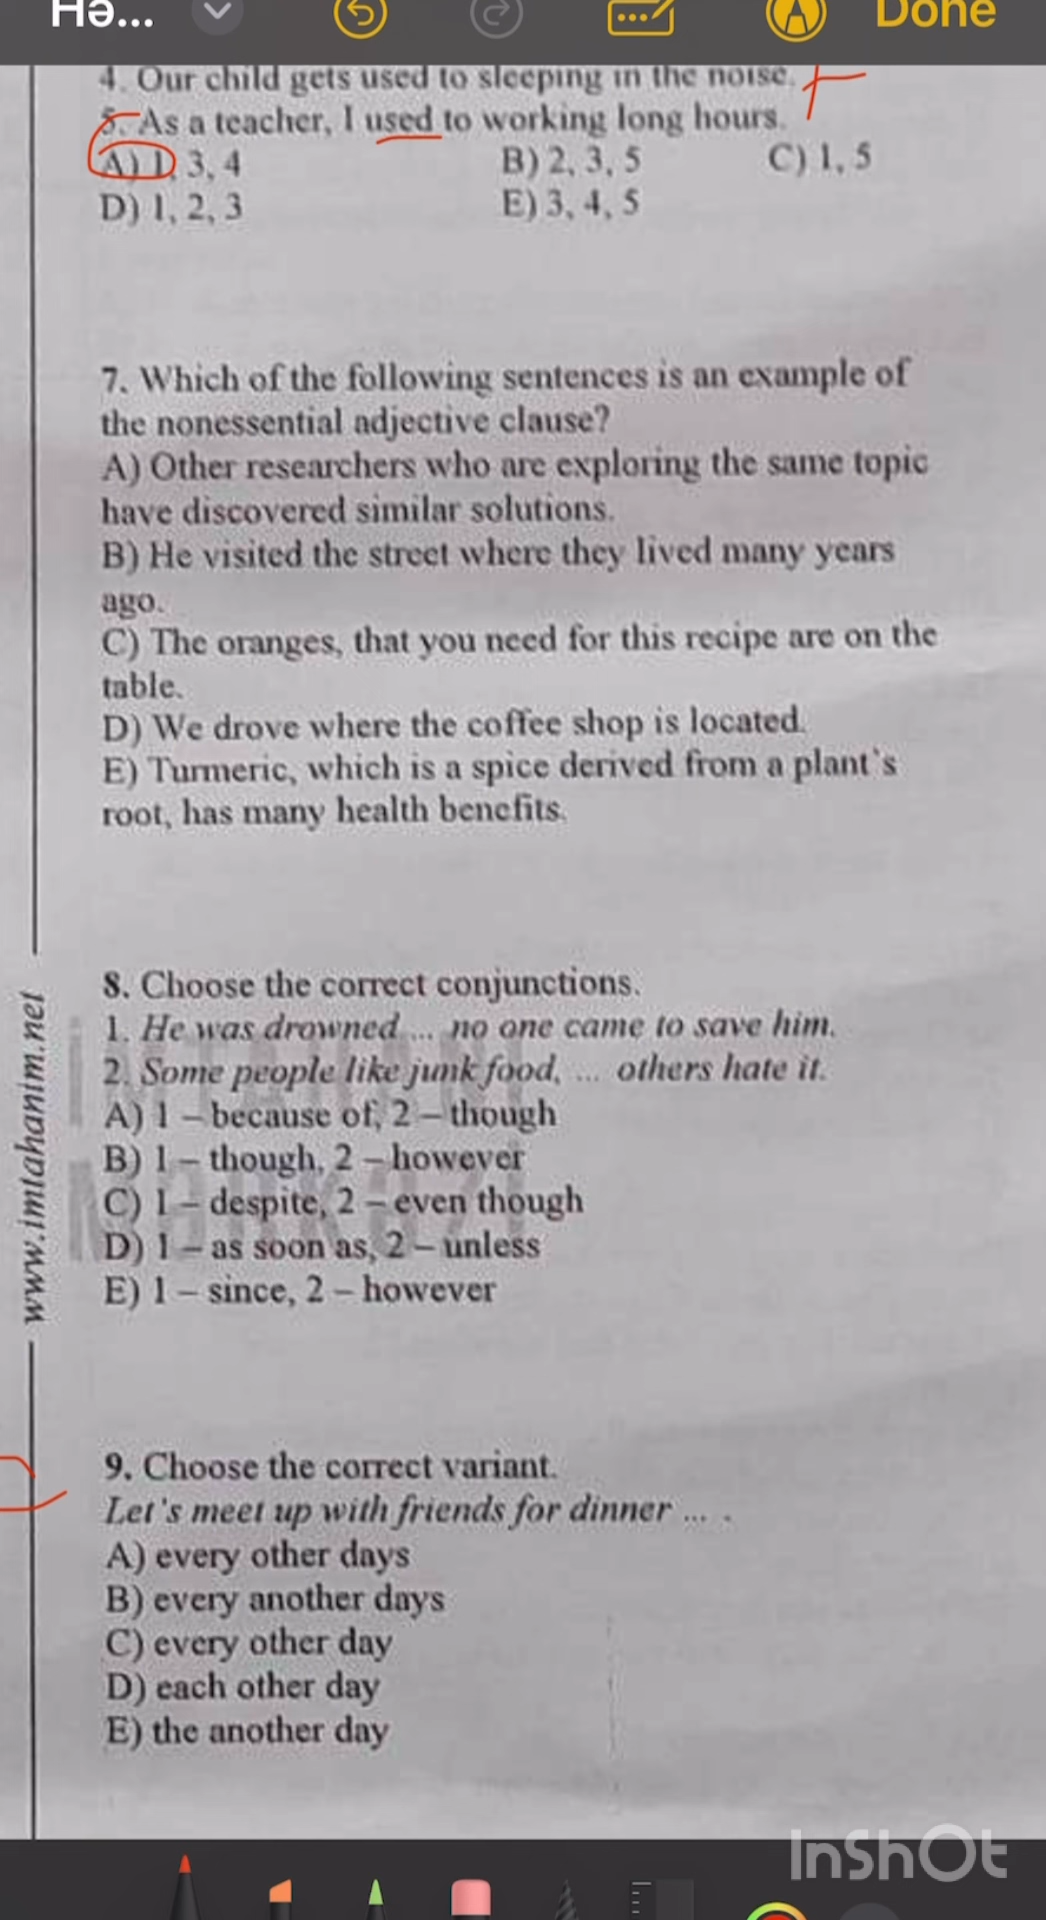 Hə...
Done
4. Our child gets used to sleeping in the noise.
5. As a teacher, I used to working long hours.
A) 1, 3, 4 B) 2, 3, 5 C) 1, 5
D) 1, 2, 3 E) 3, 4, 5
7. Which of the following sentences is an example of
the nonessential adjective clause?
A) Other researchers who are exploring the same topic
have discovered similar solutions.
B) He visited the street where they lived many years
ago.
C) The oranges, that you need for this recipe are on the
table.
D) We drove where the coffee shop is located.
E) Turmeric, which is a spice derived from a plant's
root, has many health benefits.
8. Choose the correct conjunctions.
1. He was drowned ... no one came to save him.
2. Some people like junk food, ... others hate it.
A) 1 – because of, 2 – though
B) 1 – though, 2 – however
C) 1 – despite, 2 – even though
D) 1 – as soon as, 2 – unless
E) 1 – since, 2 – however
www.imtahanim.net
9. Choose the correct variant.
Let's meet up with friends for dinner ... .
A) every other days
B) every another days
C) every other day
D) each other day
E) the another day
InShOt